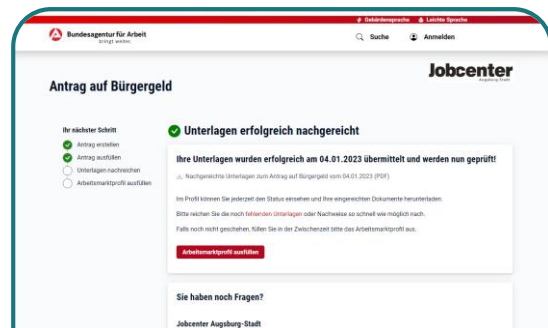 Gebärdensprache Leichte Sprache
Bundesagentur für Arbeit
bringt weiter.
Suche Anmelden
Jobcenter
Augsburg-Stadt
Antrag auf Bürgergeld
Ihr nächster Schritt
Antrag erstellen
Antrag ausfüllen
Unterlagen nachreichen
Arbeitsmarktprofil ausfüllen
Unterlagen erfolgreich nachgereicht
Ihre Unterlagen wurden erfolgreich am 04.01.2023 übermittelt und werden nun geprüft!
Nachgereichte Unterlagen zum Antrag auf Bürgergeld vom 04.01.2023 (PDF)
Im Profil können Sie jederzeit den Status einsehen und Ihre eingereichten Dokumente herunterladen.
Bitte reichen Sie die noch fehlenden Unterlagen oder Nachweise so schnell wie möglich nach.
Falls noch nicht geschehen, füllen Sie in der Zwischenzeit bitte das Arbeitsmarktprofil aus.
Arbeitsmarktprofil ausfüllen
Sie haben noch Fragen?
Jobcenter Augsburg-Stadt